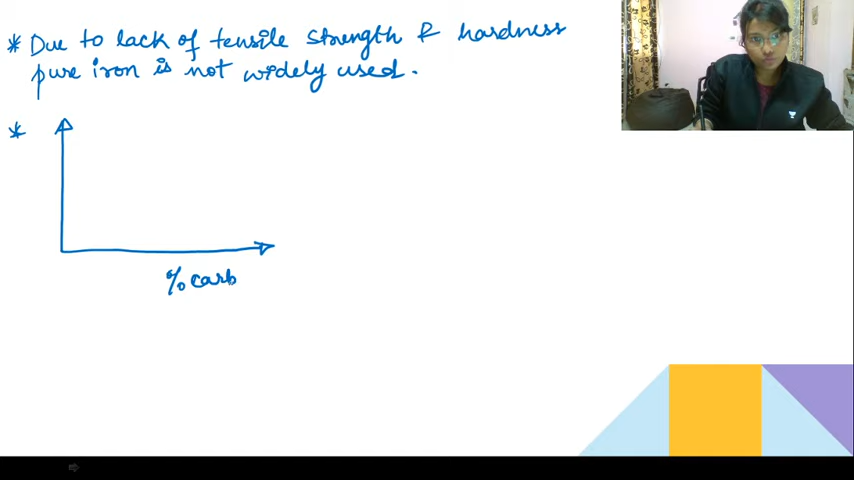 * Due to lack of tensile strength & hardness
pure iron is not widely used.
*
% carb